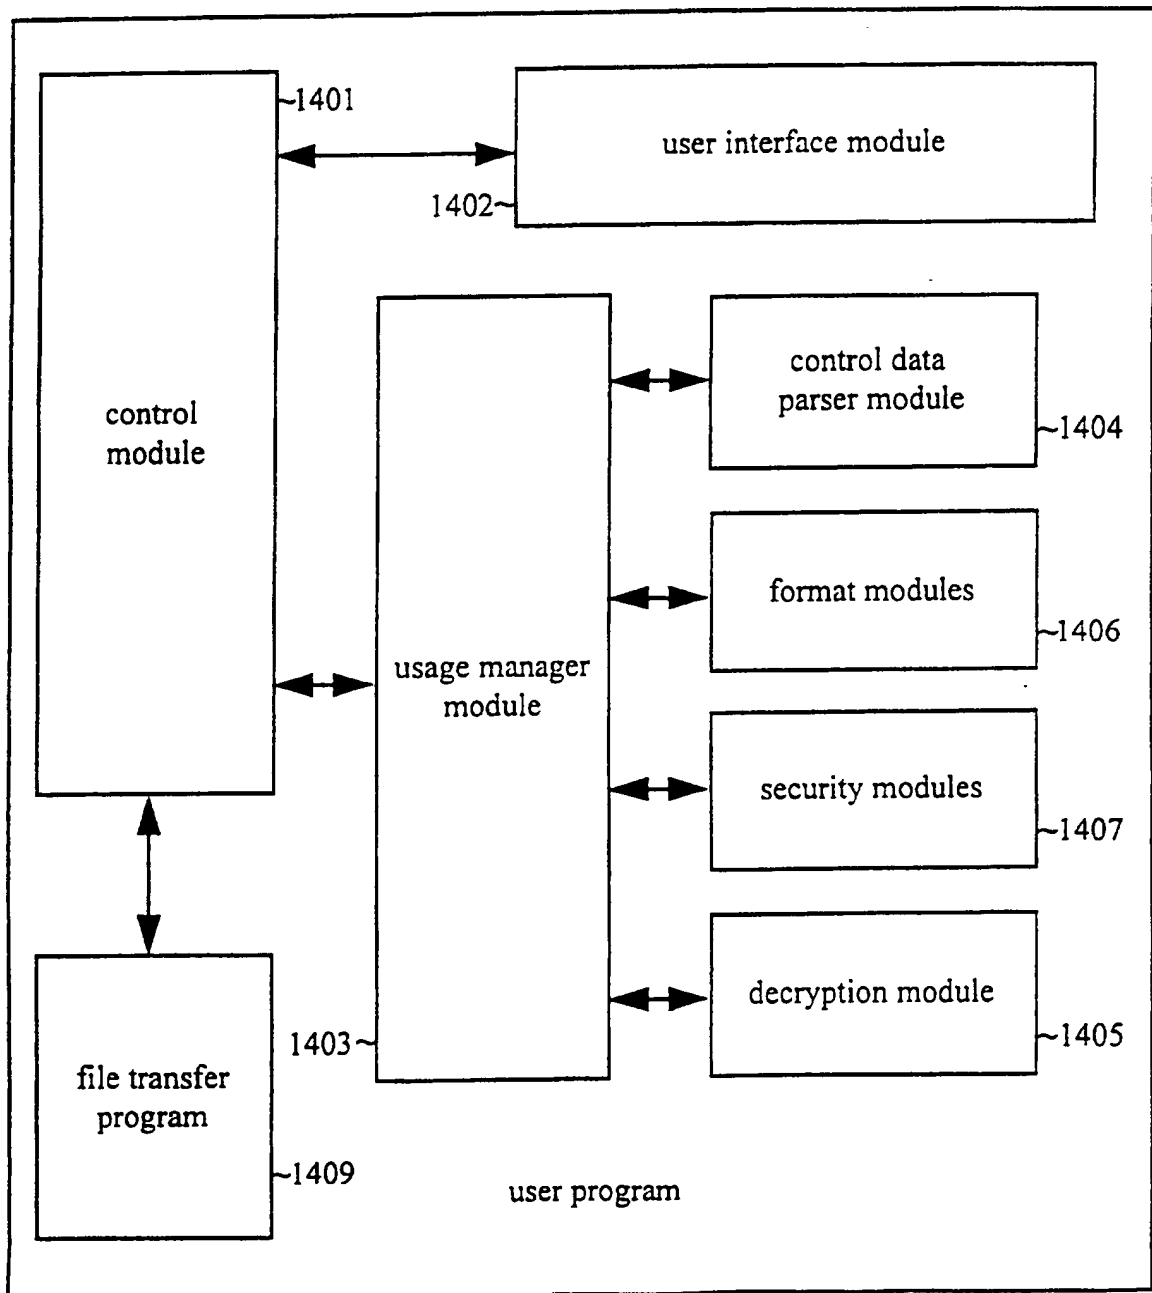 1401
user interface module
1402
control data
parser module
1404
control
module
format modules
1406
usage manager
module
security modules
1407
decryption module
1403
1405
file transfer
program
1409
user program